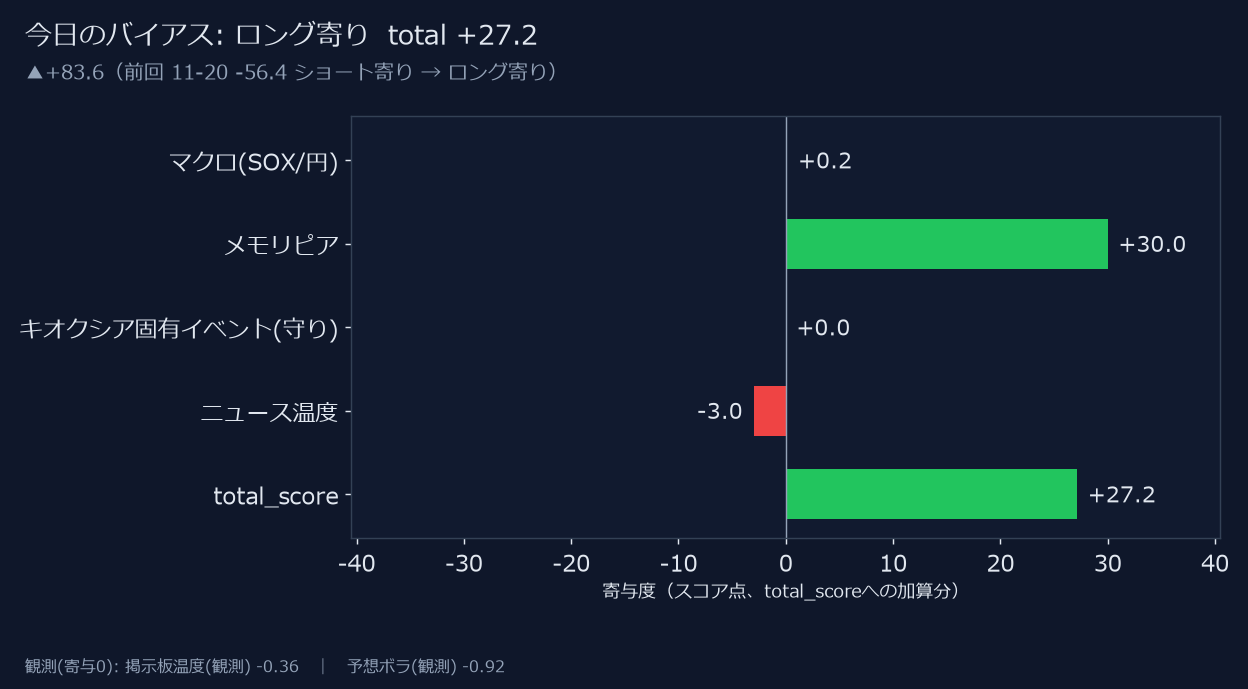 今日のバイアス: ロング寄り total +27.2
▲+83.6（前回 11-20 -56.4 ショート寄り → ロング寄り）
マクロ(SOX/円)
+0.2
メモリピア
+30.0
キオクシア固有イベント(守り)
+0.0
ニュース温度
-3.0
total_score
+27.2
-40 -30 -20 -10 0 10 20 30 40
寄与度（スコア点、total_scoreへの加算分）
観測(寄与0): 掲示板温度(観測) -0.36 ｜ 予想ボラ(観測) -0.92